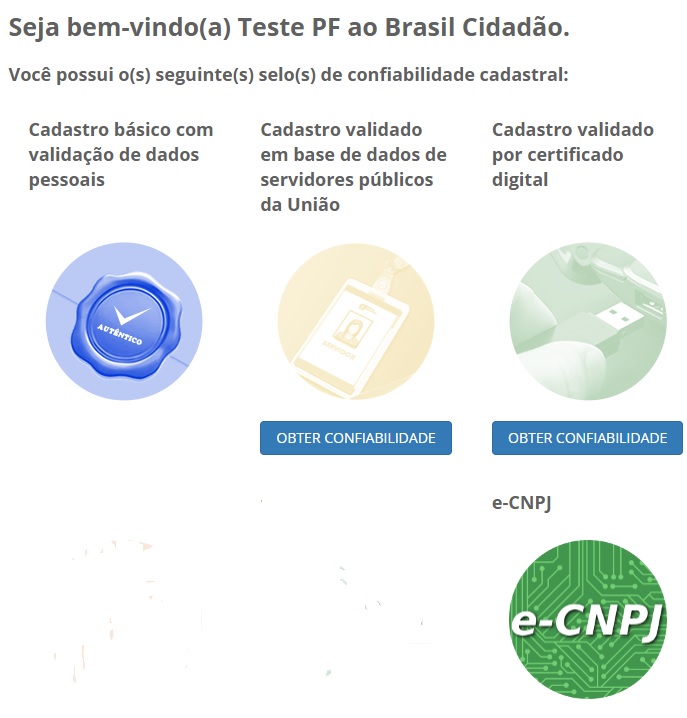 Seja bem-vindo(a) Teste PF ao Brasil Cidadão.
Você possui o(s) seguinte(s) selo(s) de confiabilidade cadastral:
Cadastro básico com
validação de dados
pessoais
Cadastro validado
em base de dados de
servidores públicos
da União
Cadastro validado
por certificado
digital
AUTÊNTICO
SERVIDOR
OBTER CONFIABILIDADE
OBTER CONFIABILIDADE
e-CNPJ
e-CNPJ